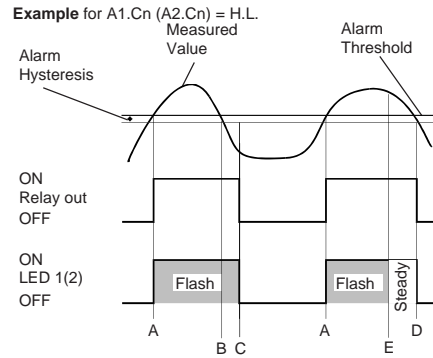 Example for A1.Cn (A2.Cn) = H.L.
Measured
Value
Alarm
Threshold
Alarm
Hysteresis
ON
Relay out
OFF
ON
LED 1(2)
OFF
Flash
Flash
Steady
A
B
C
A
E
D